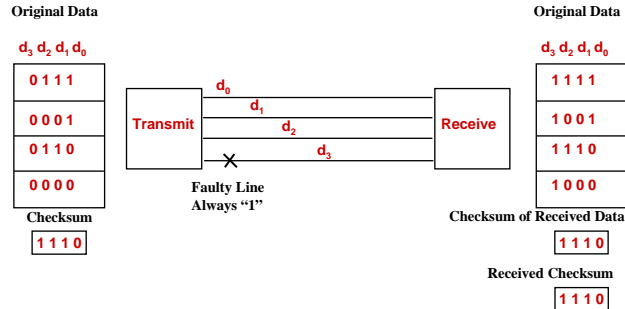 Original Data
d3 d2 d1 d0
0 1 1 1
0 0 0 1
0 1 1 0
0 0 0 0
Checksum
1 1 1 0
Transmit
d0
d1
d2
d3
Faulty Line
Always “1”
Receive
Original Data
d3 d2 d1 d0
1 1 1 1
1 0 0 1
1 1 1 0
1 0 0 0
Checksum of Received Data
1 1 1 0
Received Checksum
1 1 1 0